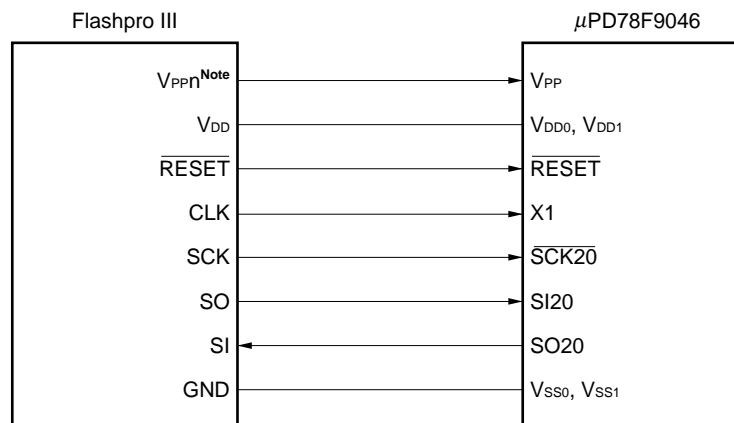 Flashpro III
µPD78F9046
VPPnNote
VPP
VDD
VDD0, VDD1
RESET
RESET
CLK
X1
SCK
SCK20
SO
SI20
SI
SO20
GND
VSS0, VSS1